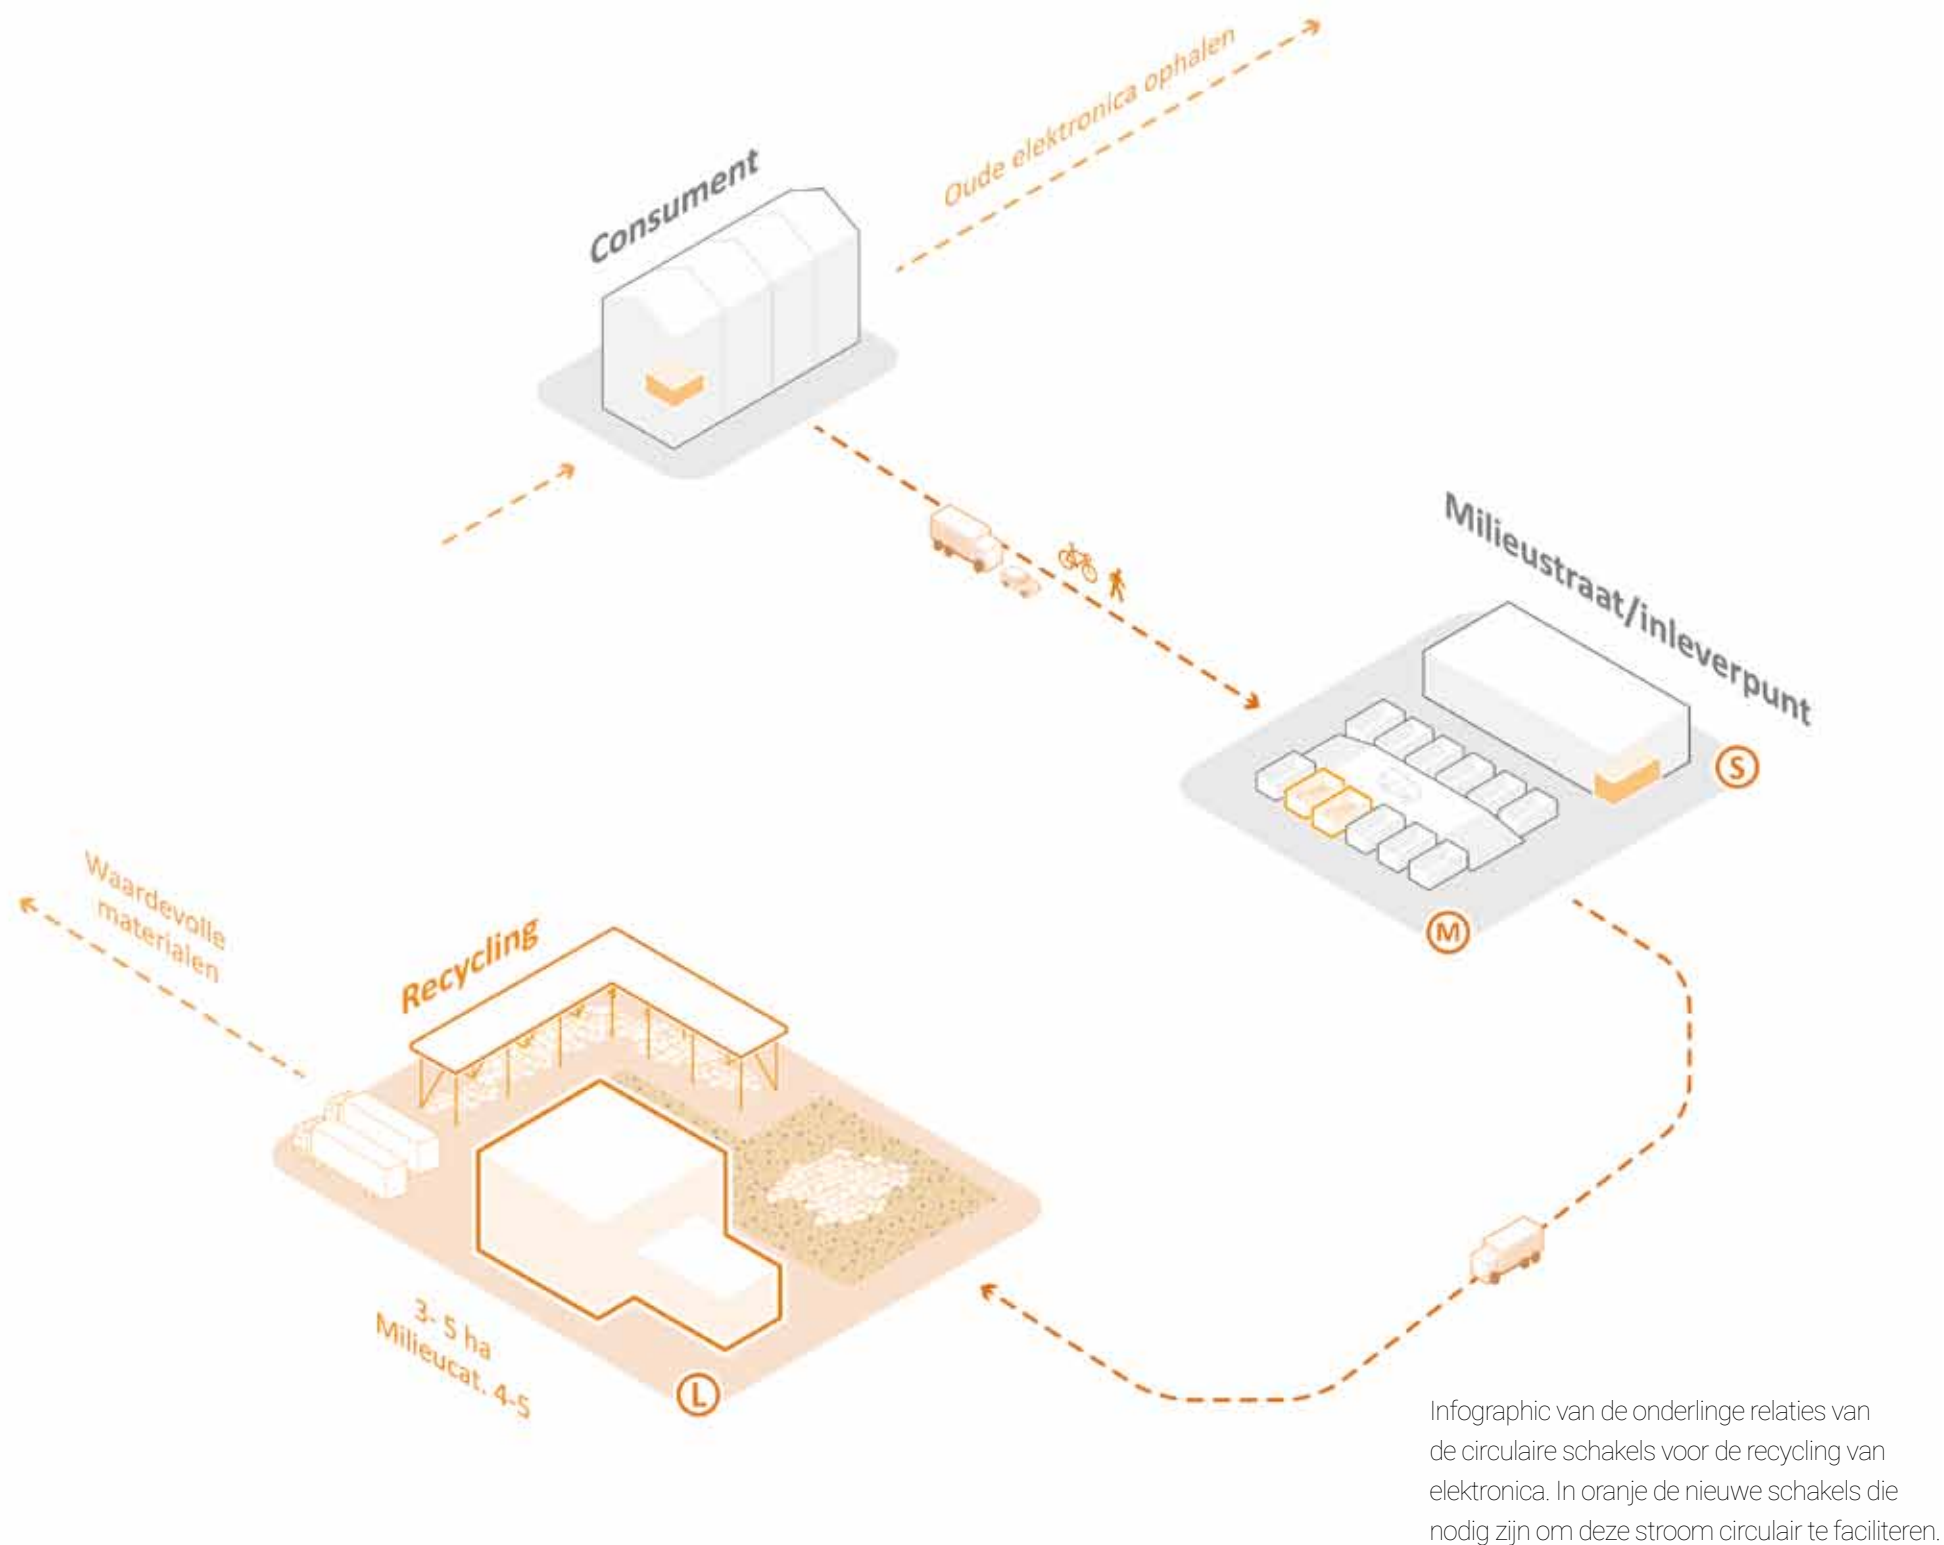 Oude elektronica ophalen
Consument
Milieustraat/inleverpunt
S
M
Waardevolle
materialen
Recycling
3- 5 ha
Milieucat. 4-5
L
Infographic van de onderlinge relaties van
de circulaire schakels voor de recycling van
elektronica. In oranje de nieuwe schakels die
nodig zijn om deze stroom circulair te faciliteren.